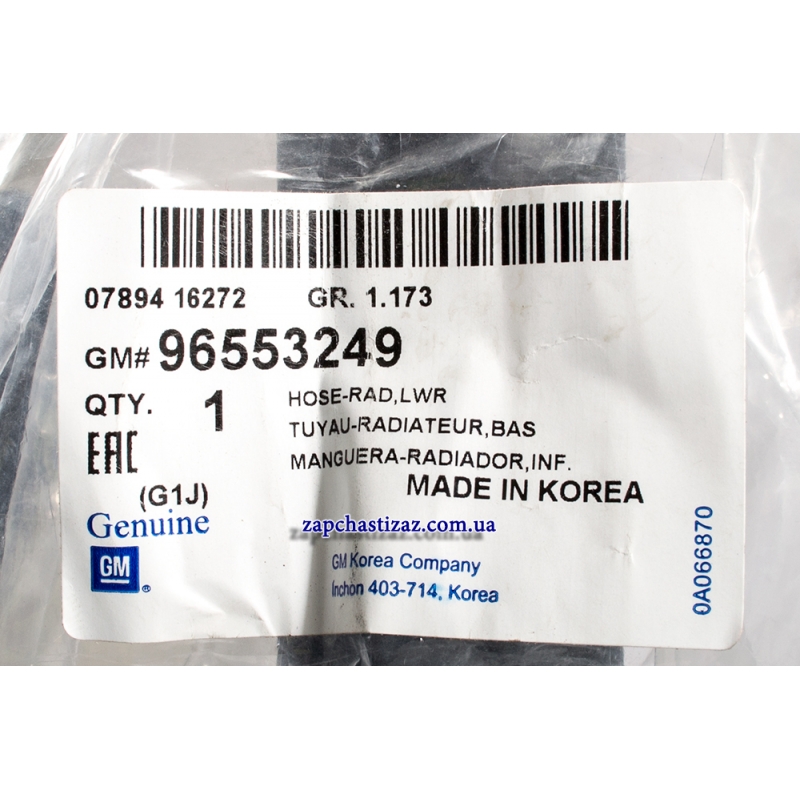 07894 16272 GR. 1.173
GM# 96553249
QTY. 1
HOSE-RAD,LWR
TUYAU-RADIATEUR,BAS
MANGUERA-RADIADOR,INF.
EAC
(G1J)
MADE IN KOREA
Genuine
GM ®
zapchastizaz.com.ua
GM Korea Company
Inchon 403-714, Korea
0A066870